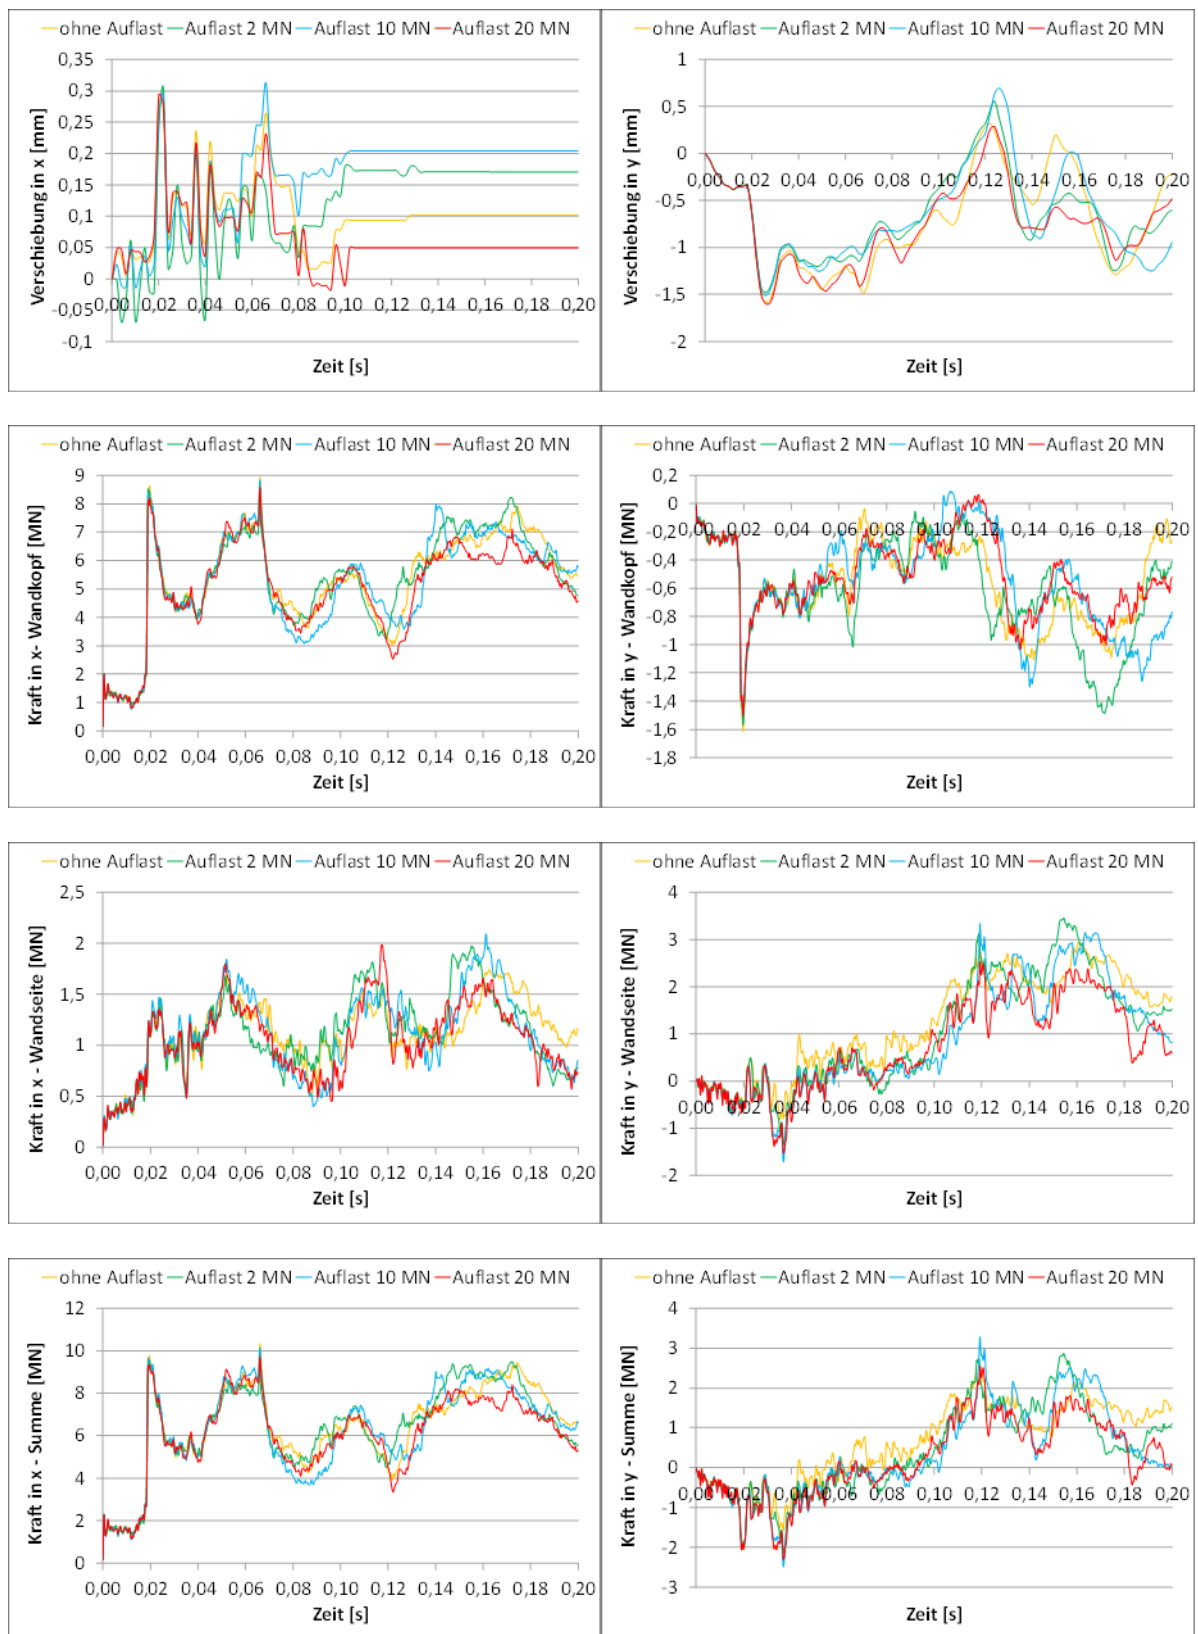 ohne Auflast Auflast 2 MN Auflast 10 MN Auflast 20 MN
Verschiebung in x [mm]
0,35
0,3
0,25
0,2
0,15
0,1
0,05
0
-0,05
-0,1
0,00 0,02 0,04 0,06 0,08 0,10 0,12 0,14 0,16 0,18 0,20
Zeit [s]
ohne Auflast Auflast 2 MN Auflast 10 MN Auflast 20 MN
Verschiebung in y [mm]
1
0,5
0
-0,5
-1
-1,5
-2
0,00 0,02 0,04 0,06 0,08 0,10 0,12 0,14 0,16 0,18 0,20
Zeit [s]
ohne Auflast Auflast 2 MN Auflast 10 MN Auflast 20 MN
Kraft in x- Wandkopf [MN]
9
8
7
6
5
4
3
2
1
0
0,00 0,02 0,04 0,06 0,08 0,10 0,12 0,14 0,16 0,18 0,20
Zeit [s]
ohne Auflast Auflast 2 MN Auflast 10 MN Auflast 20 MN
Kraft in y - Wandkopf [MN]
0,2
0
-0,2
-0,4
-0,6
-0,8
-1
-1,2
-1,4
-1,6
-1,8
0,00 0,02 0,04 0,06 0,08 0,10 0,12 0,14 0,16 0,18 0,20
Zeit [s]
ohne Auflast Auflast 2 MN Auflast 10 MN Auflast 20 MN
Kraft in x - Wandseite [MN]
2,5
2
1,5
1
0,5
0
0,00 0,02 0,04 0,06 0,08 0,10 0,12 0,14 0,16 0,18 0,20
Zeit [s]
ohne Auflast Auflast 2 MN Auflast 10 MN Auflast 20 MN
Kraft in y - Wandseite [MN]
4
3
2
1
0
-1
-2
0,00 0,02 0,04 0,06 0,08 0,10 0,12 0,14 0,16 0,18 0,20
Zeit [s]
ohne Auflast Auflast 2 MN Auflast 10 MN Auflast 20 MN
Kraft in x - Summe [MN]
12
10
8
6
4
2
0
0,00 0,02 0,04 0,06 0,08 0,10 0,12 0,14 0,16 0,18 0,20
Zeit [s]
ohne Auflast Auflast 2 MN Auflast 10 MN Auflast 20 MN
Kraft in y - Summe [MN]
4
3
2
1
0
-1
-2
-3
0,00 0,02 0,04 0,06 0,08 0,10 0,12 0,14 0,16 0,18 0,20
Zeit [s]